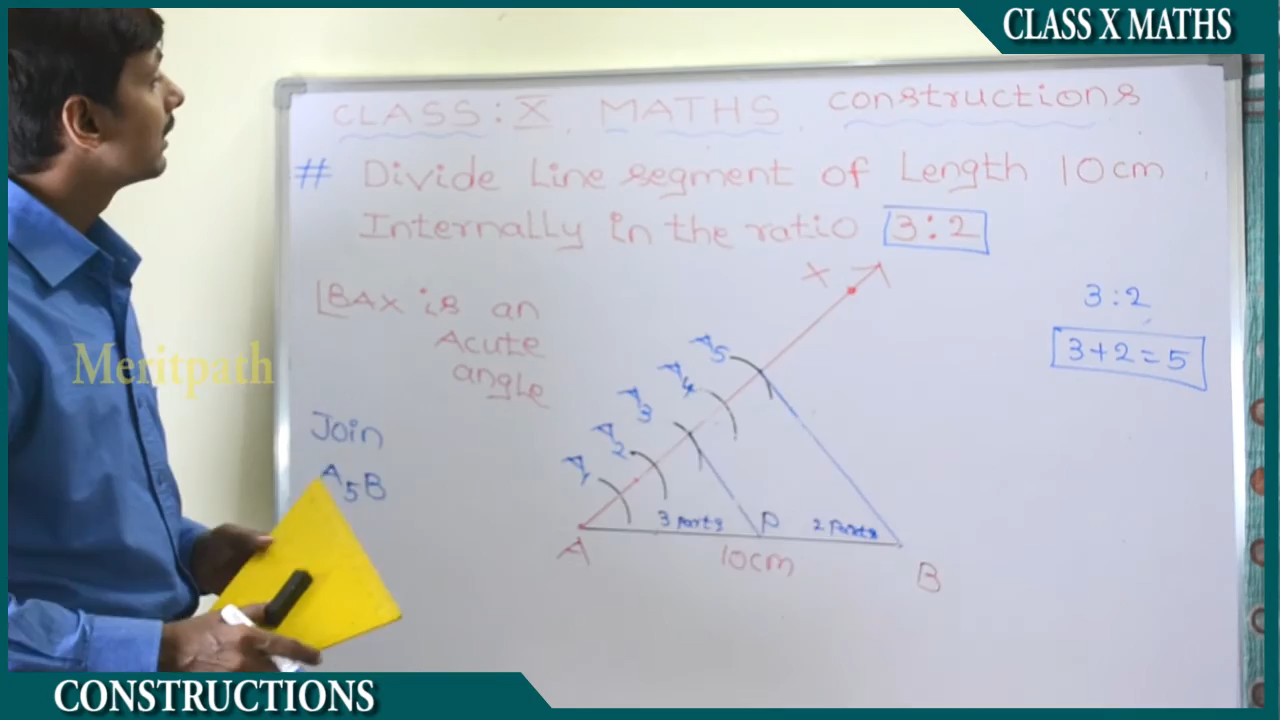 CLASS X MATHS
CLASS : X MATHS constructions
# Divide Line segment of Length 10cm
Internally in the ratio 3:2
∠BAX is an
Acute
angle
Join
A5B
X
A5
A4
A3
A2
A1
3 parts
P
2 Parts
A
10cm
B
3:2
3+2=5
Meritpath
CONSTRUCTIONS